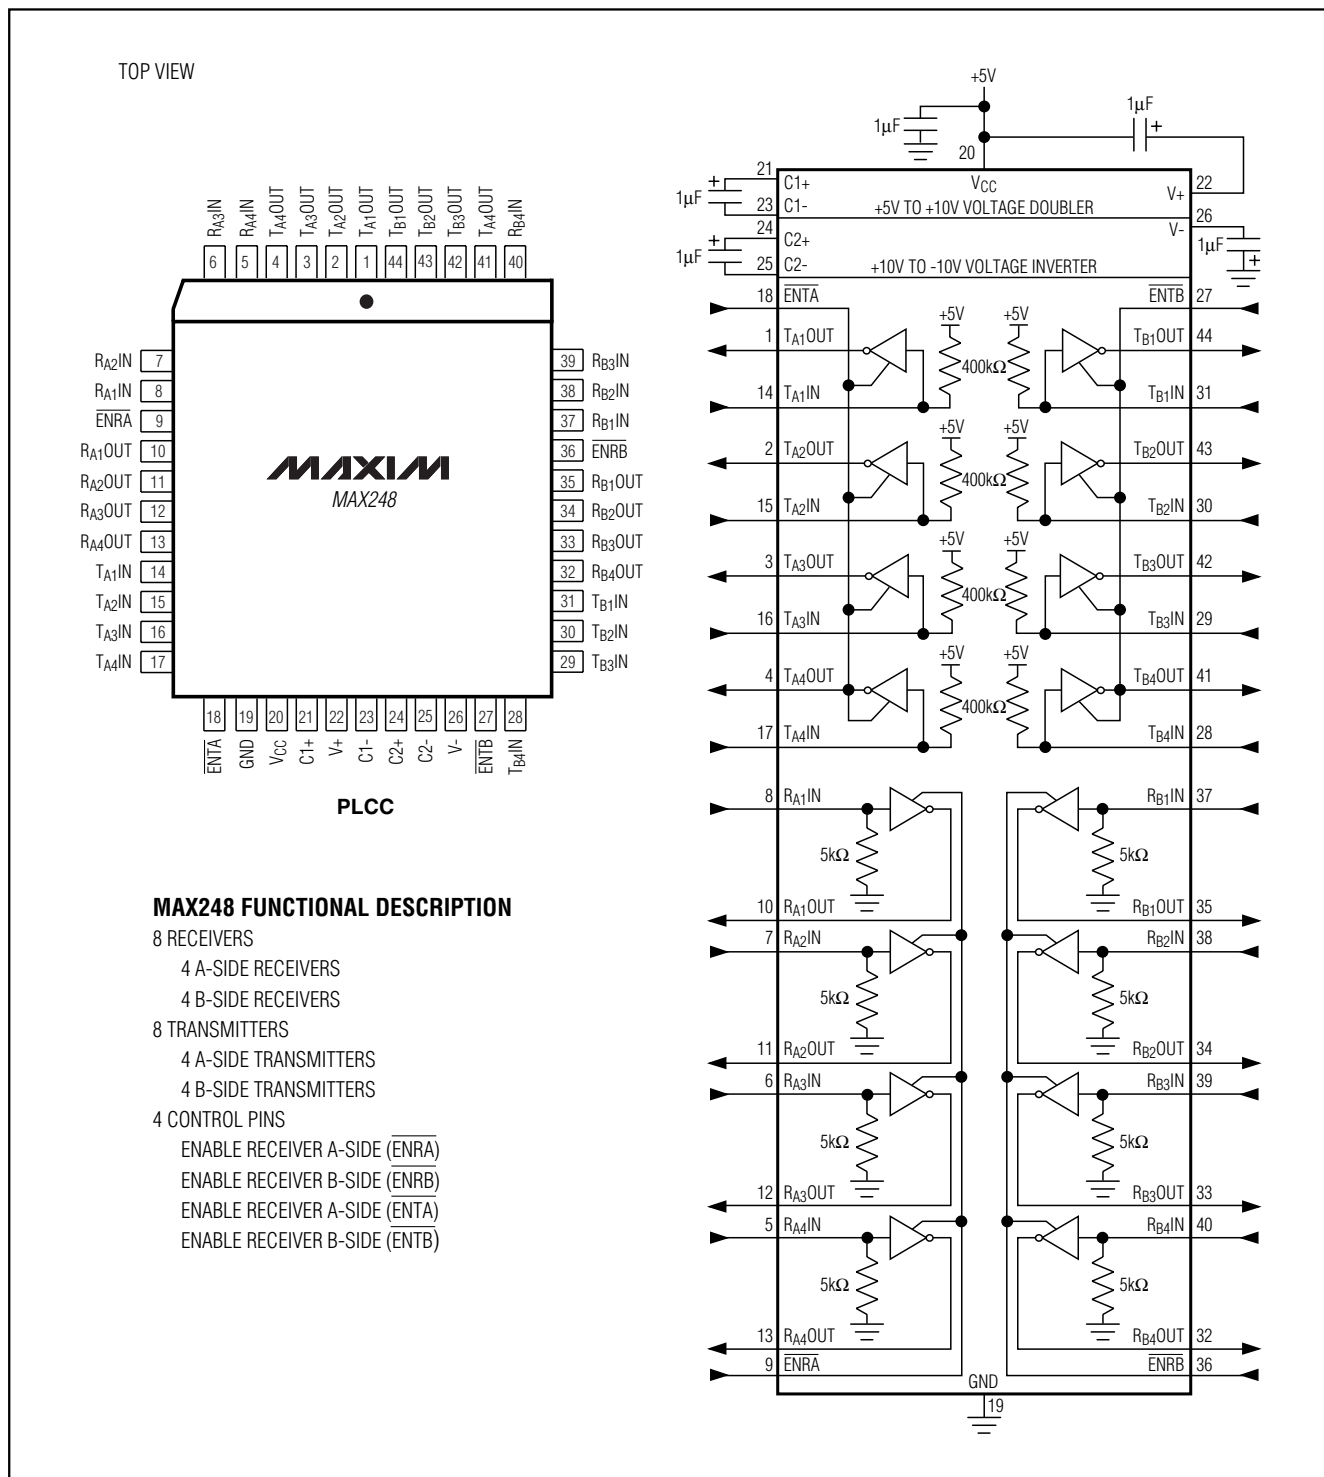 TOP VIEW
RA3IN
RA4IN
TA4OUT
TA3OUT
TA2OUT
TA1OUT
TB1OUT
TB2OUT
TB3OUT
TA4OUT
RB4IN
6 5 4 3 2 1 44 43 42 41 40
RA2IN 7
RA1IN 8
ENRA 9
RA1OUT 10
RA2OUT 11
RA3OUT 12
RA4OUT 13
TA1IN 14
TA2IN 15
TA3IN 16
TA4IN 17
MAXIM
MAX248
39 RB3IN
38 RB2IN
37 RB1IN
36 ENRB
35 RB1OUT
34 RB2OUT
33 RB3OUT
32 RB4OUT
31 TB1IN
30 TB2IN
29 TB3IN
18 19 20 21 22 23 24 25 26 27 28
ENTA
GND
VCC
C1+
V+
C1-
C2+
C2-
V-
ENTB
TB4IN
PLCC
MAX248 FUNCTIONAL DESCRIPTION
8 RECEIVERS
4 A-SIDE RECEIVERS
4 B-SIDE RECEIVERS
8 TRANSMITTERS
4 A-SIDE TRANSMITTERS
4 B-SIDE TRANSMITTERS
4 CONTROL PINS
ENABLE RECEIVER A-SIDE (ENRA)
ENABLE RECEIVER B-SIDE (ENRB)
ENABLE RECEIVER A-SIDE (ENTA)
ENABLE RECEIVER B-SIDE (ENTB)
+5V
1µF
1µF +
20
21 C1+ VCC V+ 22
+ 1µF
23 C1- +5V TO +10V VOLTAGE DOUBLER
V- 26
24 C2+
+ 1µF
1µF +
25 C2- +10V TO -10V VOLTAGE INVERTER
18 ENTA ENTB 27
+5V +5V
1 TA1OUT TB1OUT 44
400kΩ
14 TA1IN TB1IN 31
+5V +5V
2 TA2OUT TB2OUT 43
400kΩ
15 TA2IN TB2IN 30
+5V +5V
3 TA3OUT TB3OUT 42
400kΩ
16 TA3IN TB3IN 29
+5V +5V
4 TA4OUT TB4OUT 41
400kΩ
17 TA4IN TB4IN 28
8 RA1IN RB1IN 37
5kΩ 5kΩ
10 RA1OUT RB1OUT 35
7 RA2IN RB2IN 38
5kΩ 5kΩ
11 RA2OUT RB2OUT 34
6 RA3IN RB3IN 39
5kΩ 5kΩ
12 RA3OUT RB3OUT 33
5 RA4IN RB4IN 40
5kΩ 5kΩ
13 RA4OUT RB4OUT 32
9 ENRA ENRB 36
GND
19